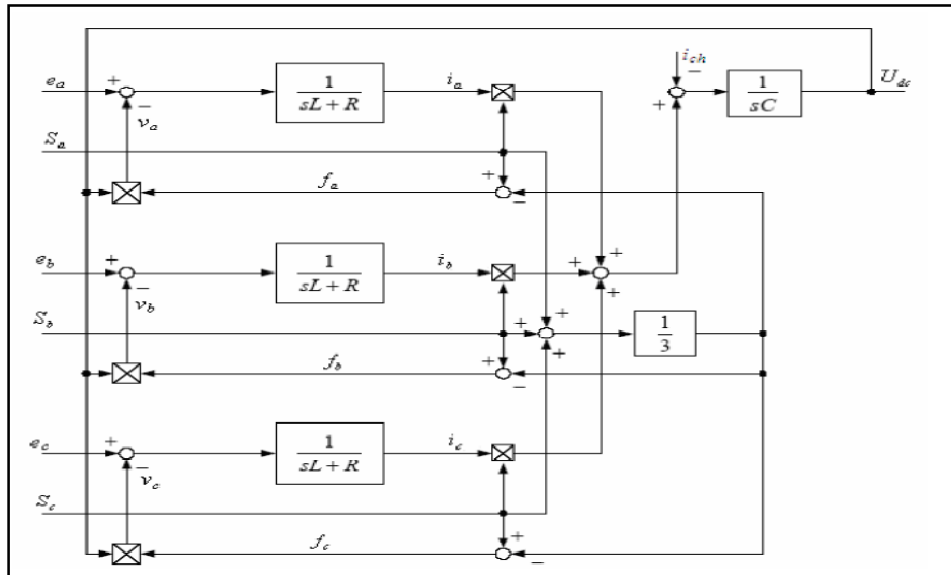 i_ch
−
e_a + 1/(sL + R) i_a + 1/(sC) U_dc
−
v_a
S_a
f_a + −
e_b + 1/(sL + R) i_b + + +
−
v_b
S_b + + + 1/3
f_b + −
e_c + 1/(sL + R) i_c
−
v_c
S_c
f_c + −